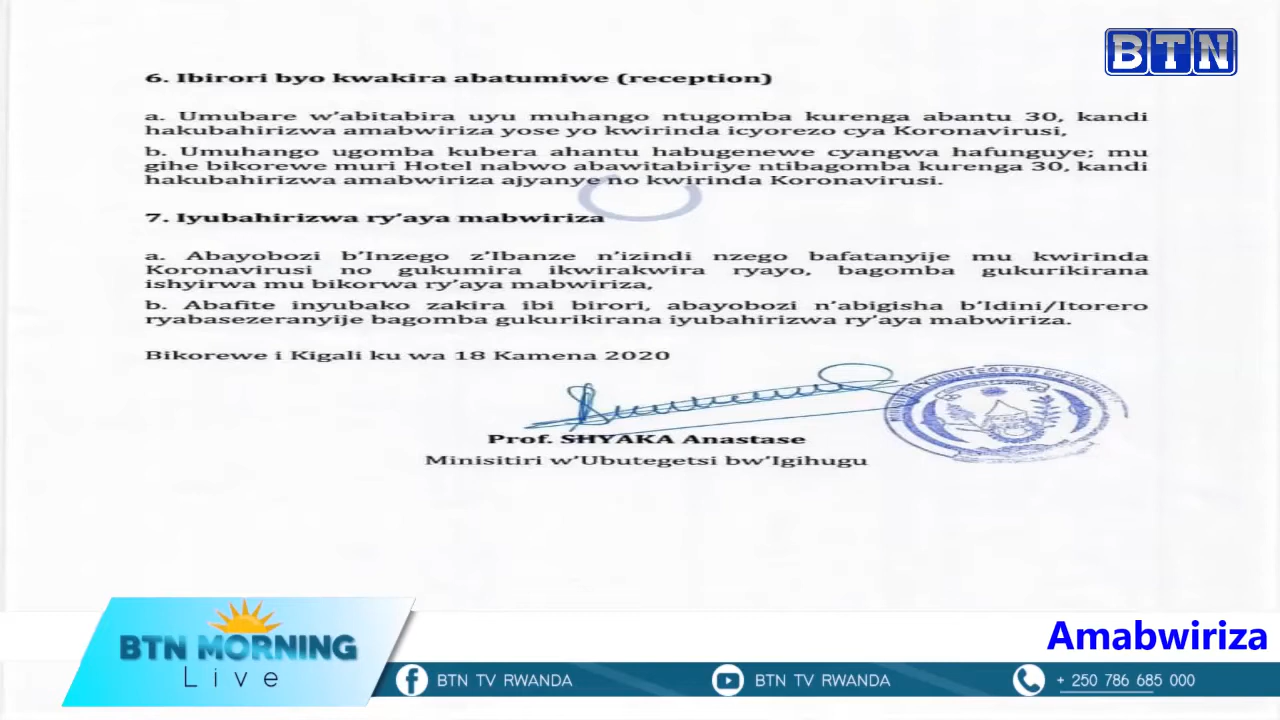 BTN
6. Ibirori byo kwakira abatumiwe (reception)
a. Umubare w’abitabira uyu muhango ntugomba kurenga abantu 30, kandi
hakubahirizwa amabwiriza yose yo kwirinda icyorezo cya Koronavirusi,
b. Umuhango ugomba kubera ahantu habugenewe cyangwa hafunguye; mu
gihe bikorewe muri Hotel nabwo abawitabiriye ntibagomba kurenga 30, kandi
hakubahirizwa amabwiriza ajyanye no kwirinda Koronavirusi.
7. Iyubahirizwa ry’aya mabwiriza
a. Abayobozi b’Inzego z’Ibanze n’izindi nzego bafatanyije mu kwirinda
Koronavirusi no gukumira ikwirakwira ryayo, bagomba gukurikirana
ishyirwa mu bikorwa ry’aya mabwiriza,
b. Abafite inyubako zakira ibi birori, abayobozi n’abigisha b’Idini/Itorero
ryabasezeranyije bagomba gukurikirana iyubahirizwa ry’aya mabwiriza.
Bikorewe i Kigali ku wa 18 Kamena 2020
Prof. SHYAKA Anastase
Minisitiri w’Ubutegetsi bw’Igihugu
Amabwiriza
BTN MORNING
Live
BTN TV RWANDA
BTN TV RWANDA
+ 250 786 685 000